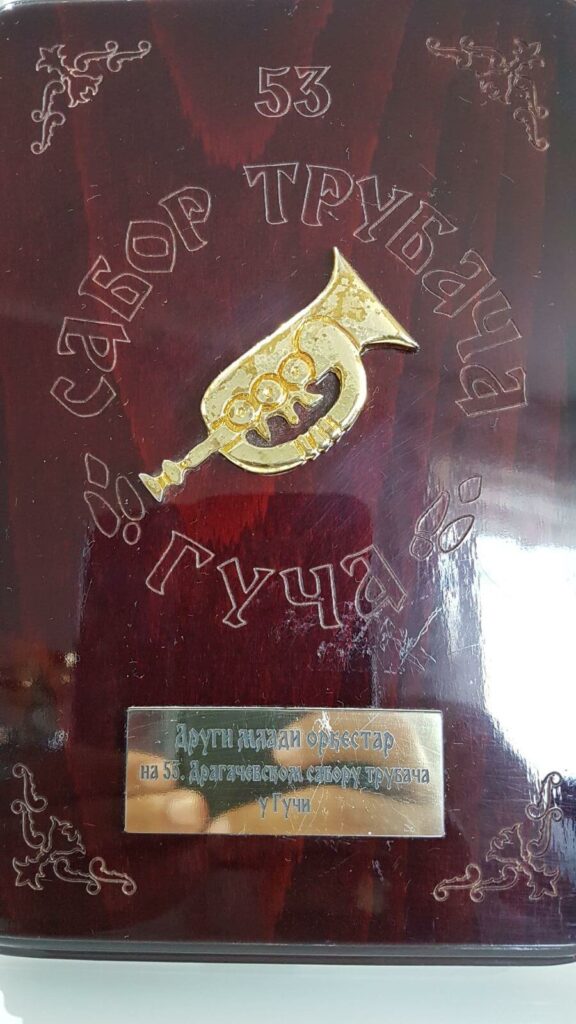 53
САБОР ТРУБАЧА
ГУЧА
Други млади оркестар
на 53. Драгачевском сабору трубача
у Гучи